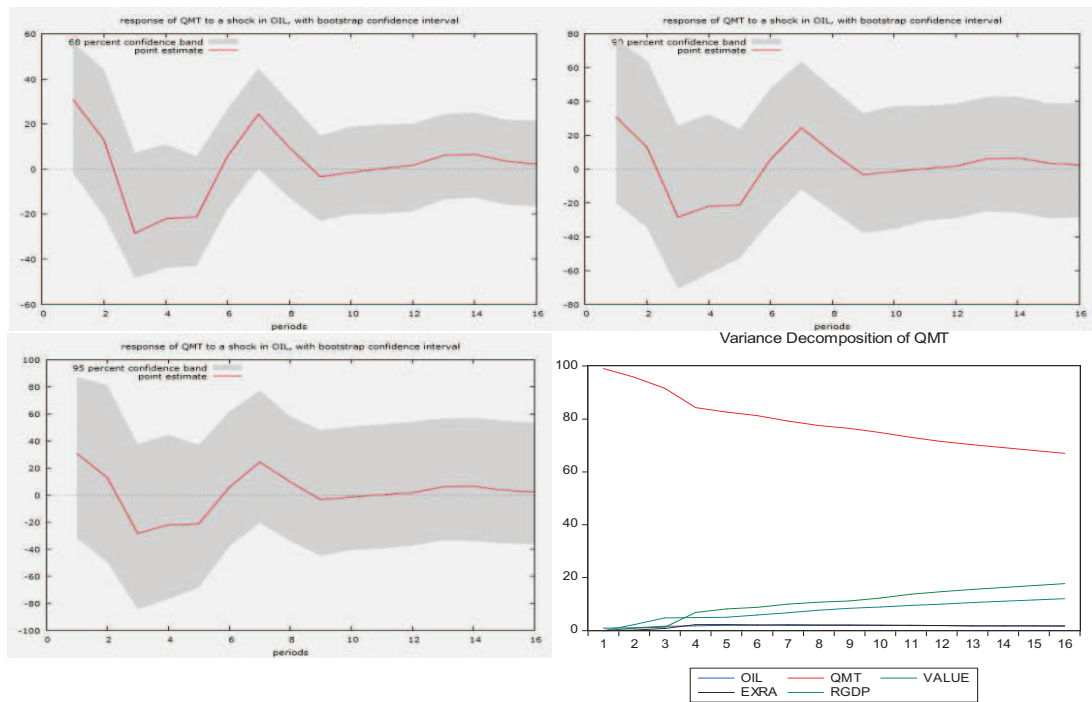 response of QMT to a shock in OIL, with bootstrap confidence interval
60
68 percent confidence band
point estimate
40
20
0
-20
-40
-60
0 2 4 6 8 10 12 14 16
periods
response of QMT to a shock in OIL, with bootstrap confidence interval
80
percent confidence band
point estimate
60
40
20
0
-20
-40
-60
-80
0 2 4 6 8 10 12 14 16
periods
response of QMT to a shock in OIL, with bootstrap confidence interval
100
95 percent confidence band
point estimate
80
60
40
20
0
-20
-40
-60
-80
-100
0 2 4 6 8 10 12 14 16
periods
Variance Decomposition of QMT
100
80
60
40
20
0
1 2 3 4 5 6 7 8 9 10 11 12 13 14 15 16
OIL QMT VALUE
EXRA RGDP